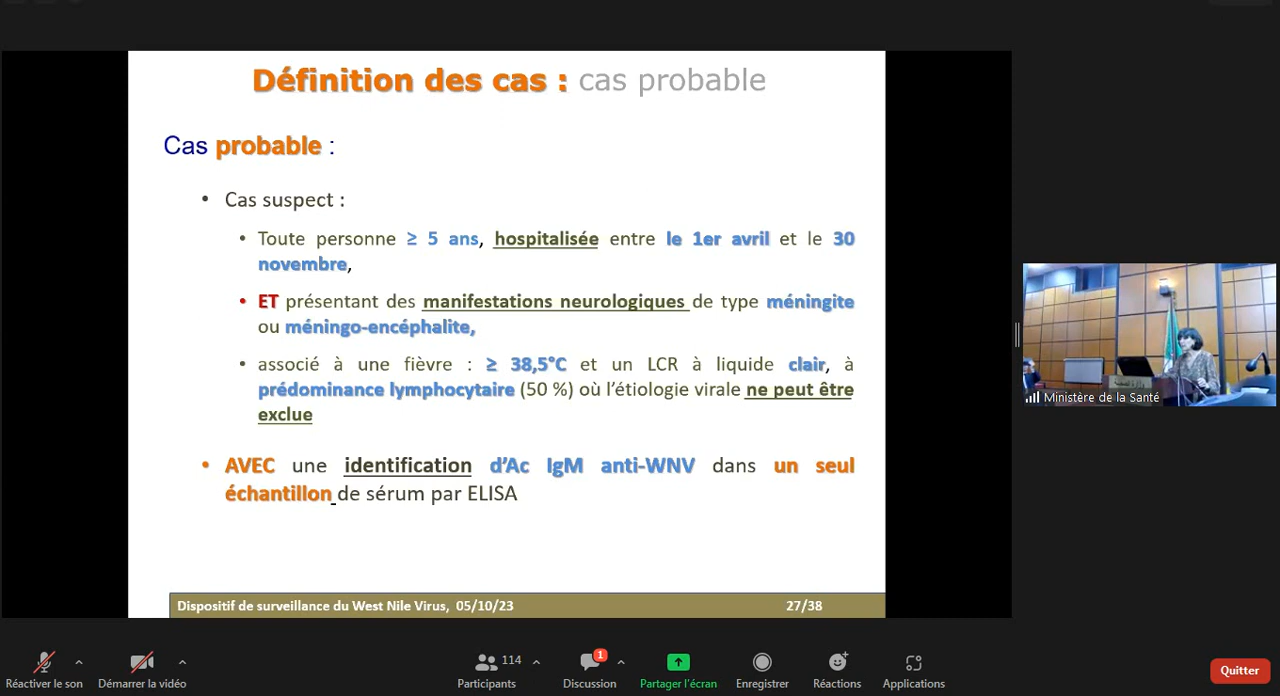 Définition des cas : cas probable
Cas probable :
• Cas suspect :
• Toute personne ≥ 5 ans, hospitalisée entre le 1er avril et le 30
novembre,
• ET présentant des manifestations neurologiques de type méningite
ou méningo-encéphalite,
• associé à une fièvre : ≥ 38,5°C et un LCR à liquide clair, à
prédominance lymphocytaire (50 %) où l'étiologie virale ne peut être
exclue
• AVEC une identification d'Ac IgM anti-WNV dans un seul
échantillon de sérum par ELISA
Dispositif de surveillance du West Nile Virus, 05/10/23 27/38
وزارة الصحة
Ministère de la Santé
114
1
Réactiver le son
Démarrer la vidéo
Participants
Discussion
Partager l'écran
Enregistrer
Réactions
Applications
Quitter